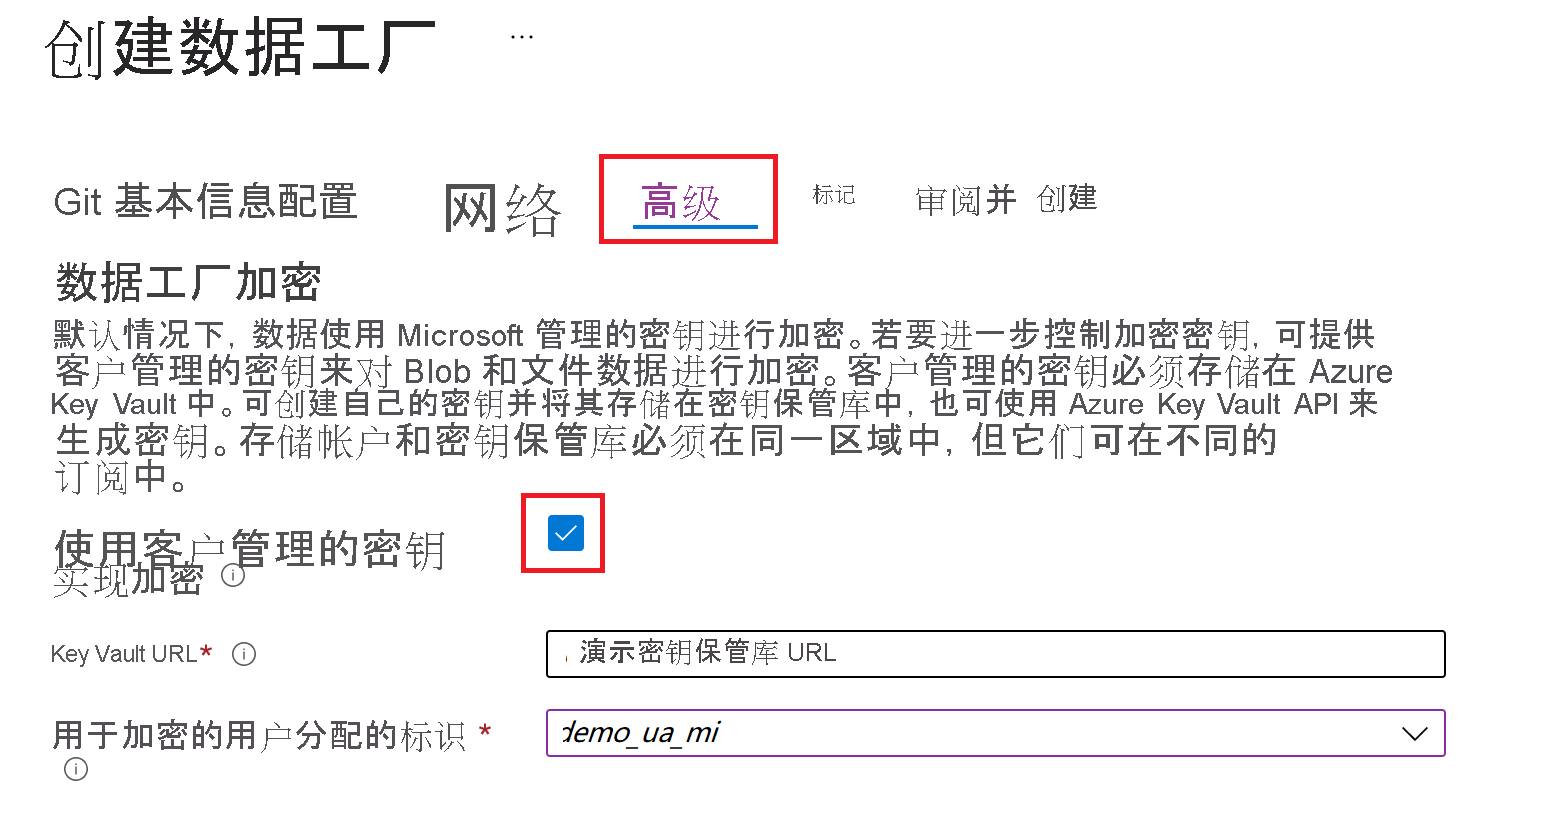 创建数据工厂 ...
Git 基本信息配置 网络 高级 标记 审阅并 创建
数据工厂加密
默认情况下, 数据使用 Microsoft 管理的密钥进行加密。若要进一步控制加密密钥, 可提供
客户管理的密钥来对 Blob 和文件数据进行加密。客户管理的密钥必须存储在 Azure
Key Vault 中。可创建自己的密钥并将其存储在密钥保管库中, 也可使用 Azure Key Vault API 来
生成密钥。存储帐户和密钥保管库必须在同一区域中, 但它们可在不同的
订阅中。
使用客户管理的密钥
实现加密
Key Vault URL* 演示密钥保管库 URL
用于加密的用户分配的标识 * demo_ua_mi